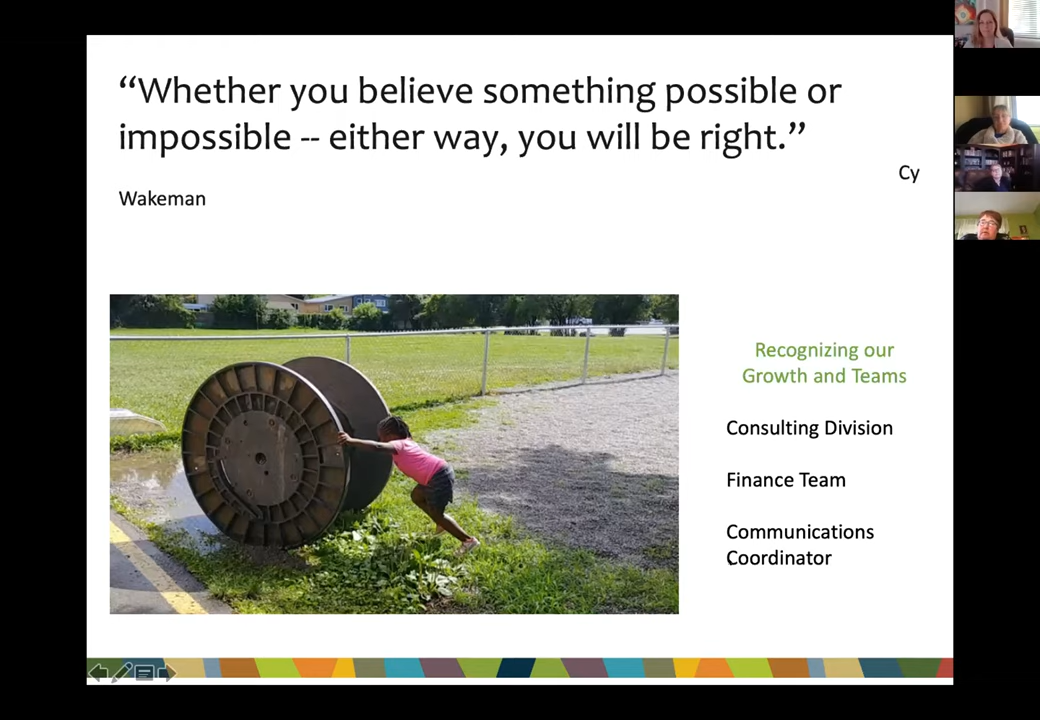 “Whether you believe something possible or
impossible -- either way, you will be right.”
Cy
Wakeman
Recognizing our
Growth and Teams
Consulting Division
Finance Team
Communications
Coordinator